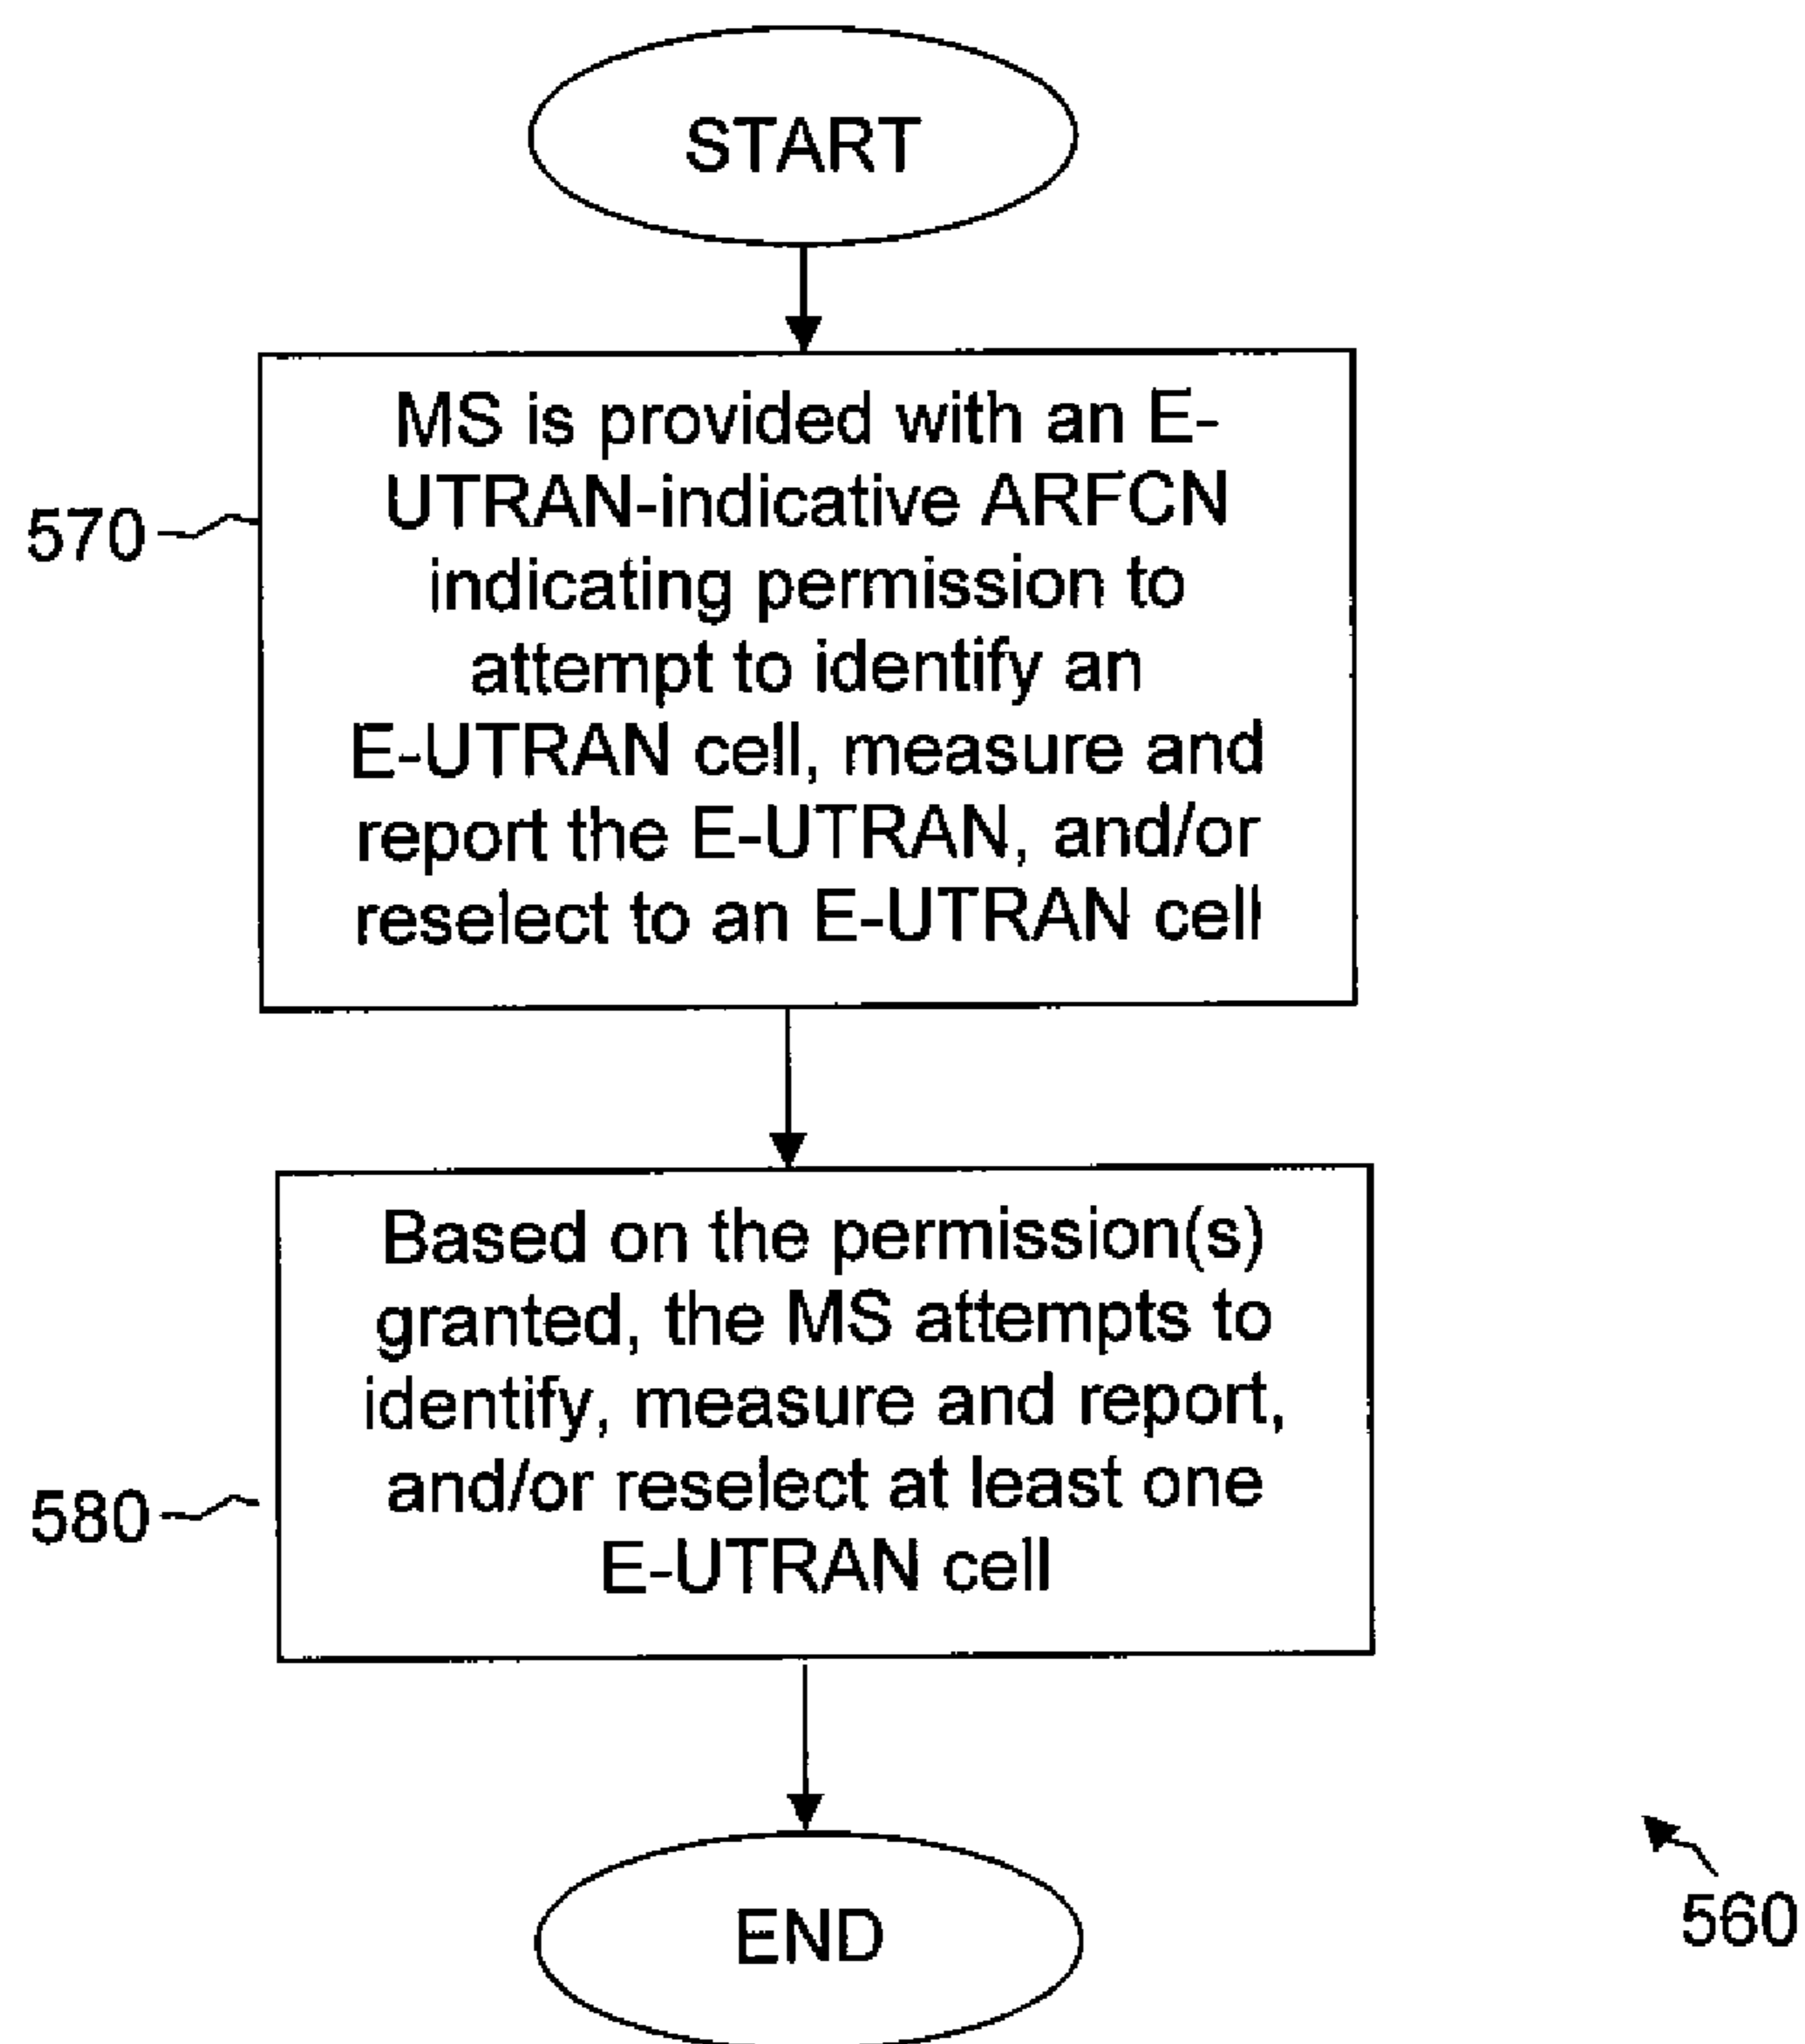 START
MS is provided with an E-
UTRAN-indicative ARFCN
indicating permission to
attempt to identify an
E-UTRAN cell, measure and
report the E-UTRAN, and/or
reselect to an E-UTRAN cell
570
Based on the permission(s)
granted, the MS attempts to
identify, measure and report,
and/or reselect at least one
E-UTRAN cell
580
END
560